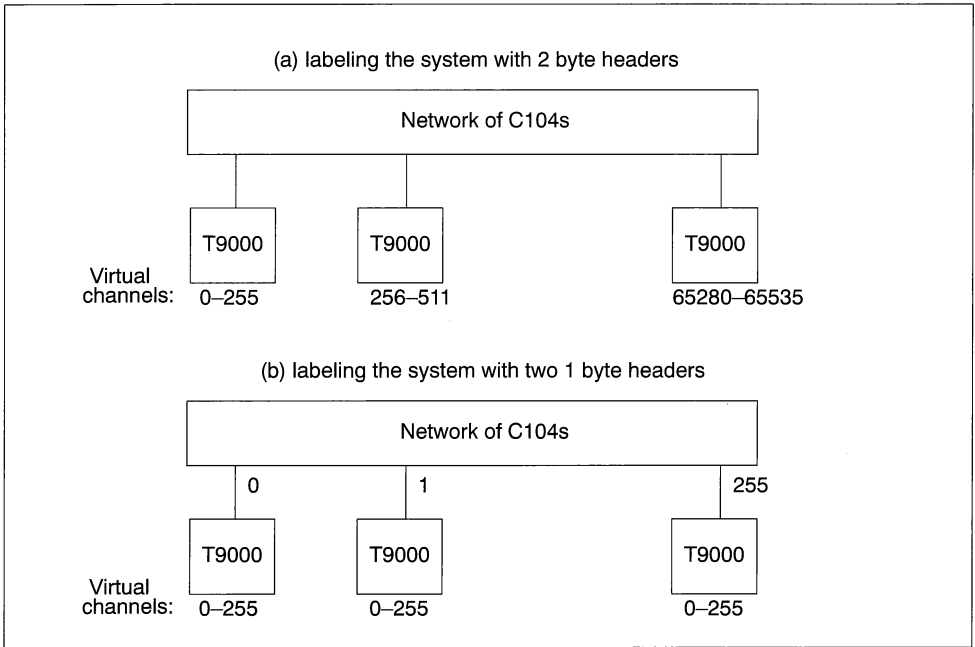 (a) labeling the system with 2 byte headers
Network of C104s
T9000 T9000 T9000
Virtual
channels: 0–255 256–511 65280–65535
(b) labeling the system with two 1 byte headers
Network of C104s
0 1 255
T9000 T9000 T9000
Virtual
channels: 0–255 0–255 0–255